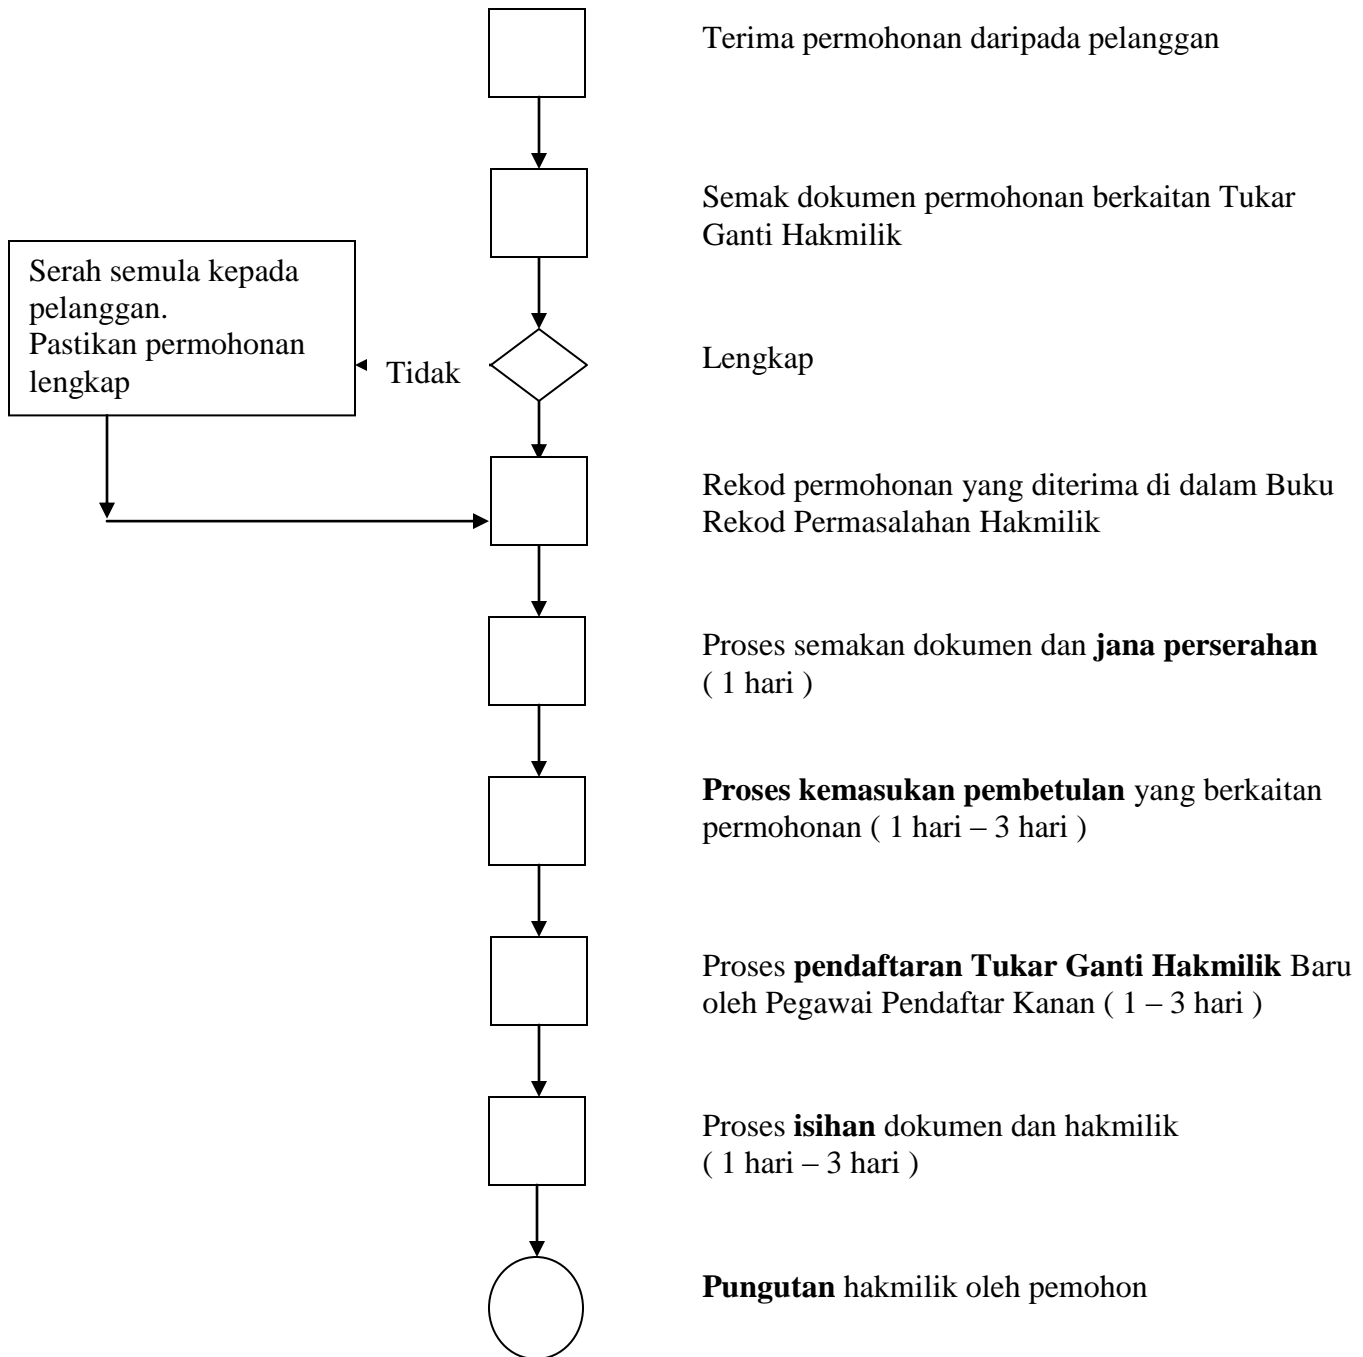 Terima permohonan daripada pelanggan
Semak dokumen permohonan berkaitan Tukar
Ganti Hakmilik
Serah semula kepada
pelanggan.
Pastikan permohonan
lengkap
Tidak
Lengkap
Rekod permohonan yang diterima di dalam Buku
Rekod Permasalahan Hakmilik
Proses semakan dokumen dan jana perserahan
( 1 hari )
Proses kemasukan pembetulan yang berkaitan
permohonan ( 1 hari – 3 hari )
Proses pendaftaran Tukar Ganti Hakmilik Baru
oleh Pegawai Pendaftar Kanan ( 1 – 3 hari )
Proses isihan dokumen dan hakmilik
( 1 hari – 3 hari )
Pungutan hakmilik oleh pemohon